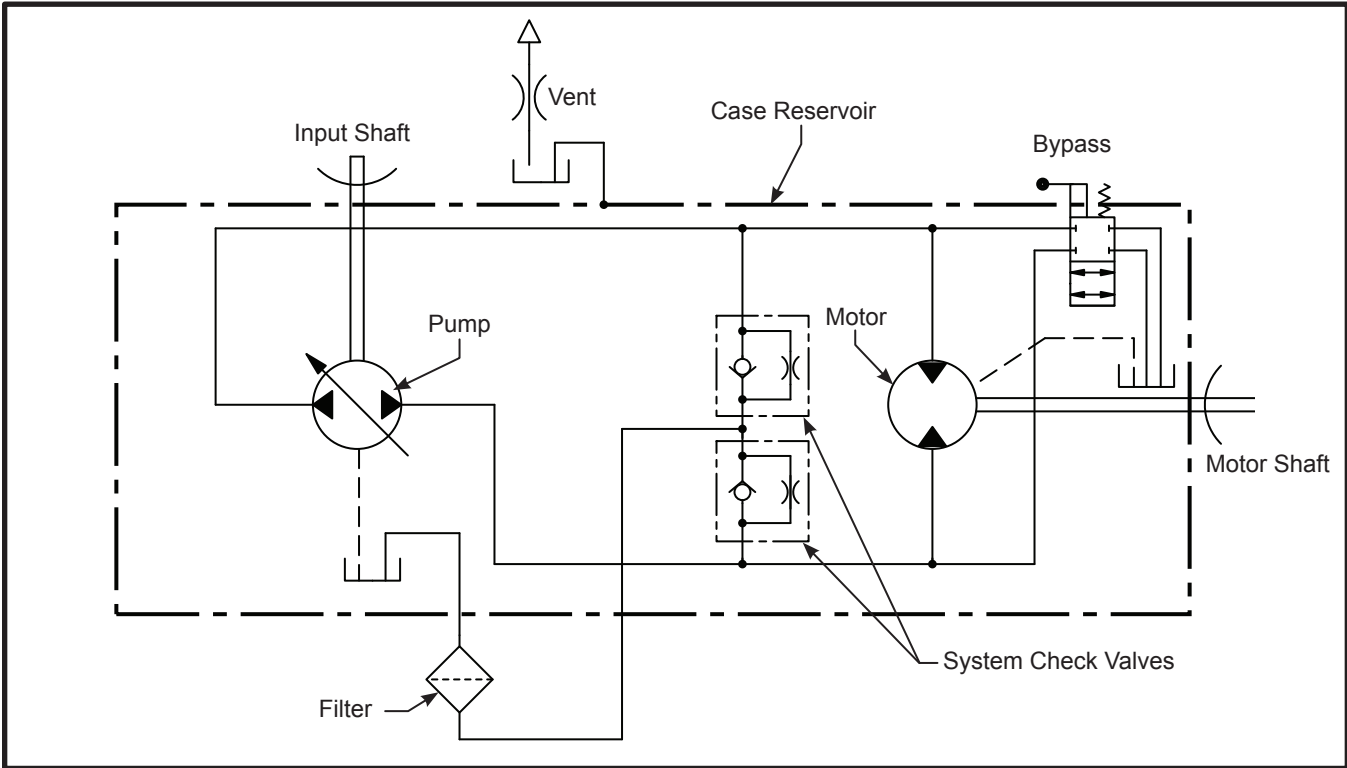 Vent
Case Reservoir
Input Shaft
Bypass
Pump
Motor
Motor Shaft
System Check Valves
Filter